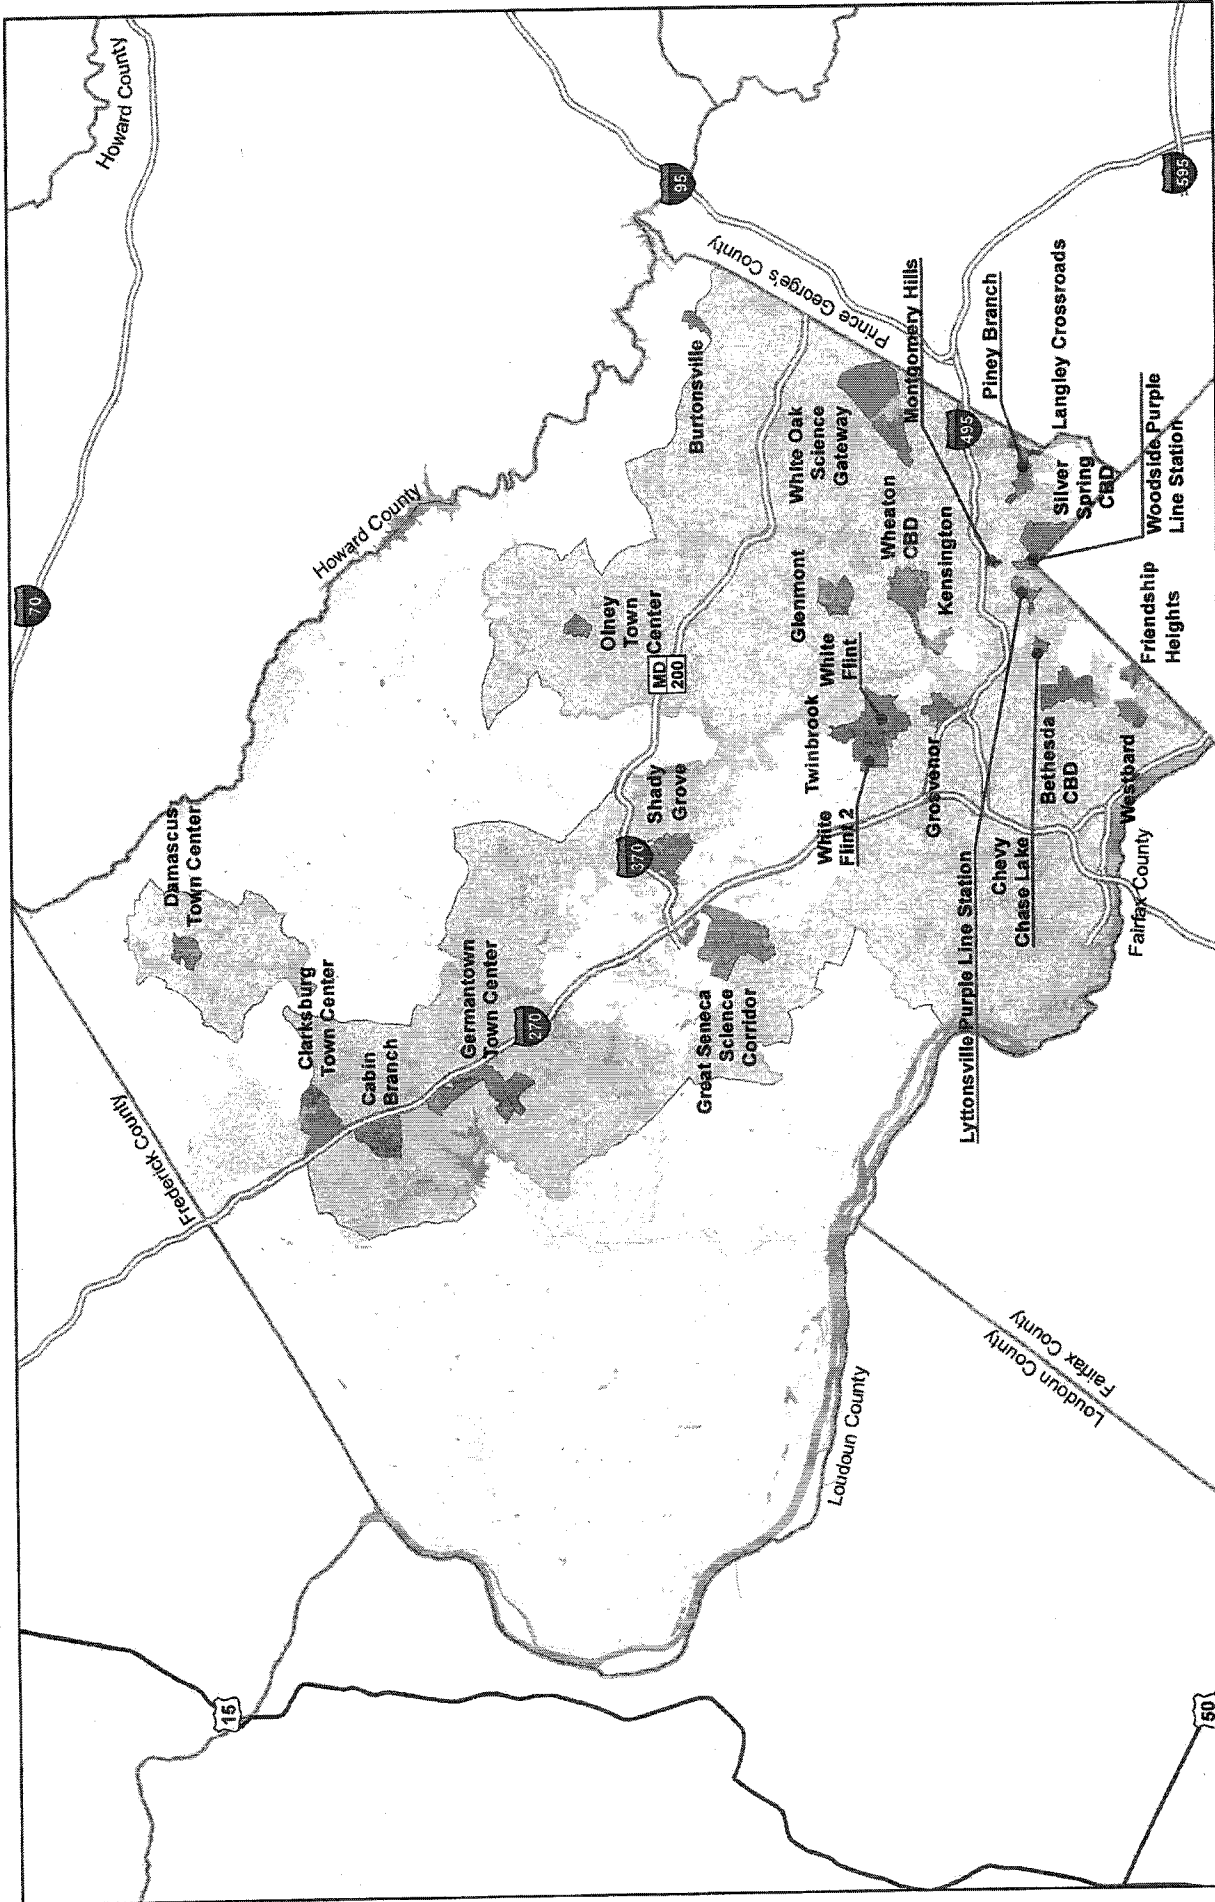 Howard County
70
95
595
Howard County
Prince George's County
Burtonsville
Montgomery Hills
Piney Branch
Langley Crossroads
White Oak
Science
Gateway
495
Silver
Spring
CBD
Woodside Purple
Line Station
Wheaton
CBD
Kensington
Glenmont
Olney
Town
Center
MD
200
White
Flint
Friendship
Heights
Twinbrook
Shady
Grove
370
White
Flint 2
Grosvenor
Bethesda
CBD
Westbard
Chevy
Chase Lake
Fairfax County
Lyttonsville Purple Line Station
Damascus
Town Center
Clarksburg
Town Center
Cabin
Branch
Germantown
Town Center
270
Great Seneca
Science
Corridor
Frederick County
Loudoun County
Loudoun County
Fairfax County
15
50